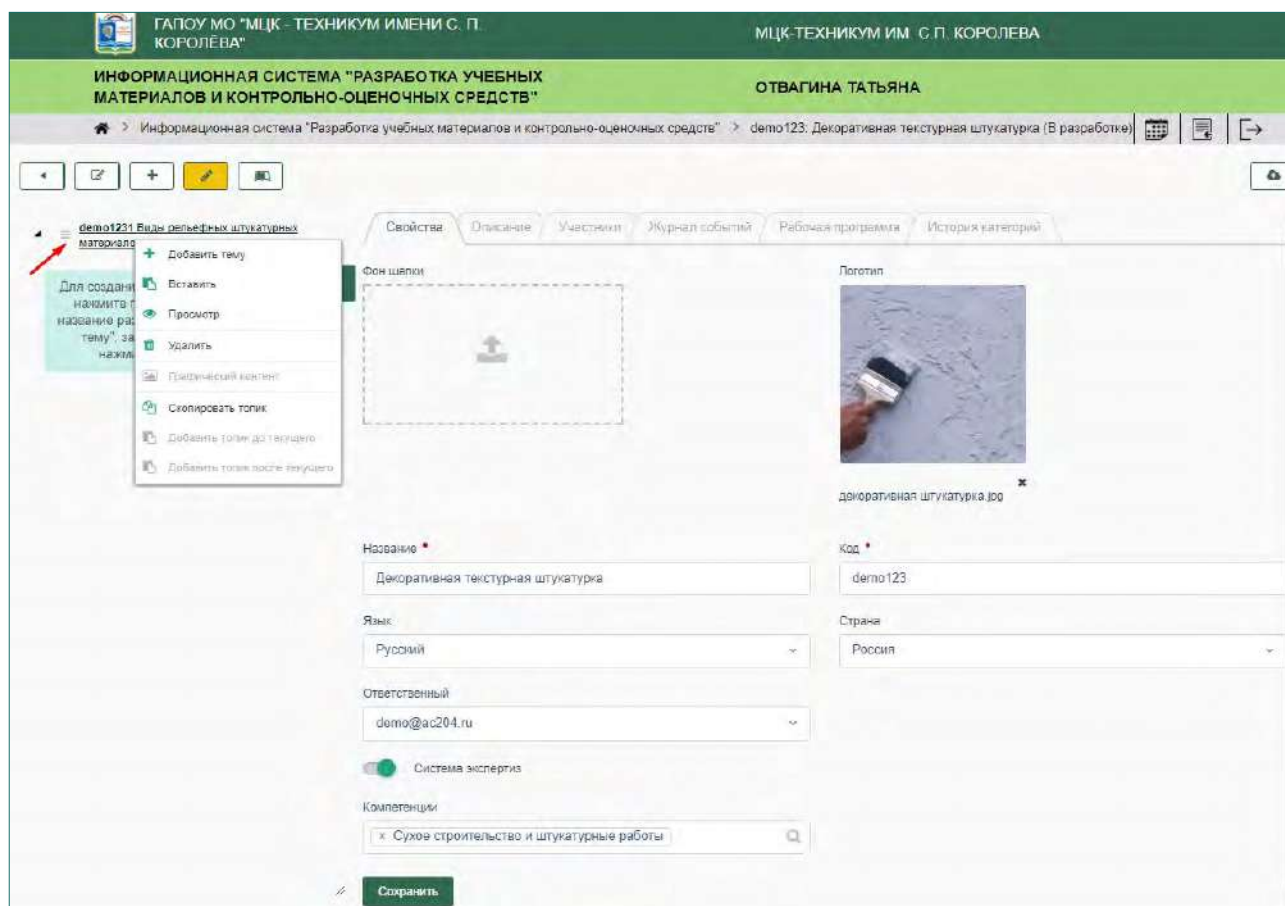 ГАПОУ МО "МЦК - ТЕХНИКУМ ИМЕНИ С. П.
КОРОЛЁВА"
МЦК-ТЕХНИКУМ ИМ. С.П. КОРОЛЕВА
ИНФОРМАЦИОННАЯ СИСТЕМА "РАЗРАБОТКА УЧЕБНЫХ
МАТЕРИАЛОВ И КОНТРОЛЬНО-ОЦЕНОЧНЫХ СРЕДСТВ"
ОТВАГИНА ТАТЬЯНА
> Информационная система "Разработка учебных материалов и контрольно-оценочных средств" > demo123: Декоративная текстурная штукатурка (В разработке)
demo1231 Виды рельефных штукатурных
материало
Для создани
нажмите п
название ра
тему", за
нажм
Добавить тему
Вставить
Просмотр
Удалить
Графический контент
Скопировать топик
Добавить топик до текущего
Добавить топик после текущего
Свойства Описание Участники Журнал событий Рабочая программа История категорий
Фон шапки
Логотип
декоративная штукатурка.jpg
Название •
Декоративная текстурная штукатурка
Код •
demo123
Язык
Русский
Страна
Россия
Ответственный
demo@ac204.ru
Система экспертиз
Компетенции
× Сухое строительство и штукатурные работы
Сохранить